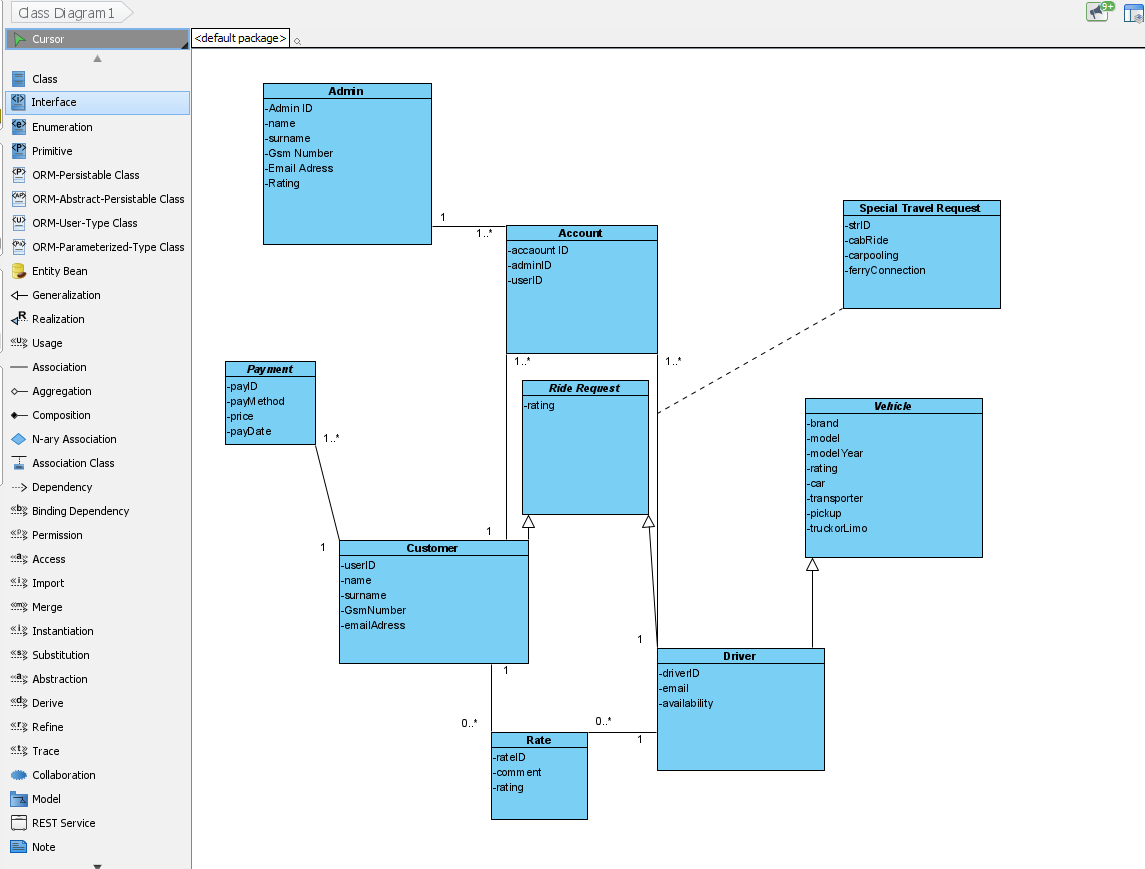 Class Diagram1
9+
Cursor
<default package>
Class
Interface
Enumeration
Primitive
ORM-Persistable Class
ORM-Abstract-Persistable Class
ORM-User-Type Class
ORM-Parameterized-Type Class
Entity Bean
Generalization
Realization
Usage
Association
Aggregration
Composition
N-ary Association
Association Class
Dependency
Binding Dependency
Permission
Access
Import
Merge
Instantiation
Substitution
Abstraction
Derive
Refine
Trace
Collaboration
Model
REST Service
Note
Admin
-Admin ID
-name
-surname
-Gsm Number
-Email Adress
-Rating
1
1..*
Account
-accaount ID
-adminID
-userID
1..*
1..*
Special Travel Request
-strID
-cabRide
-carpooling
-ferryConnection
Payment
-payID
-payMethod
-price
-payDate
1..*
1
Ride Request
-rating
Vehicle
-brand
-model
-modelYear
-rating
-car
-transporter
-pickup
-truckorLimo
1
Customer
-userID
-name
-surname
-GsmNumber
-emailAdress
1
1
Driver
-driverID
-email
-availability
0..*
0..*
1
Rate
-rateID
-comment
-rating